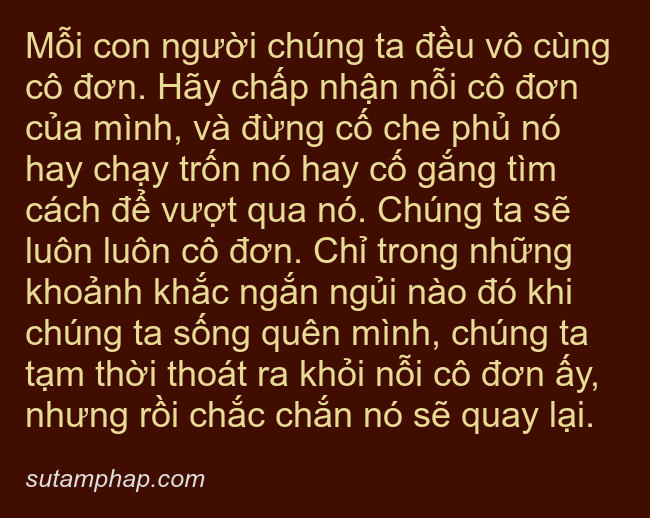 Mỗi con người chúng ta đều vô cùng
cô đơn. Hãy chấp nhận nỗi cô đơn
của mình, và đừng cố che phủ nó
hay chạy trốn nó hay cố gắng tìm
cách để vượt qua nó. Chúng ta sẽ
luôn luôn cô đơn. Chỉ trong những
khoảnh khắc ngắn ngủi nào đó khi
chúng ta sống quên mình, chúng ta
tạm thời thoát ra khỏi nỗi cô đơn ấy,
nhưng rồi chắc chắn nó sẽ quay lại.
sutamphap.com